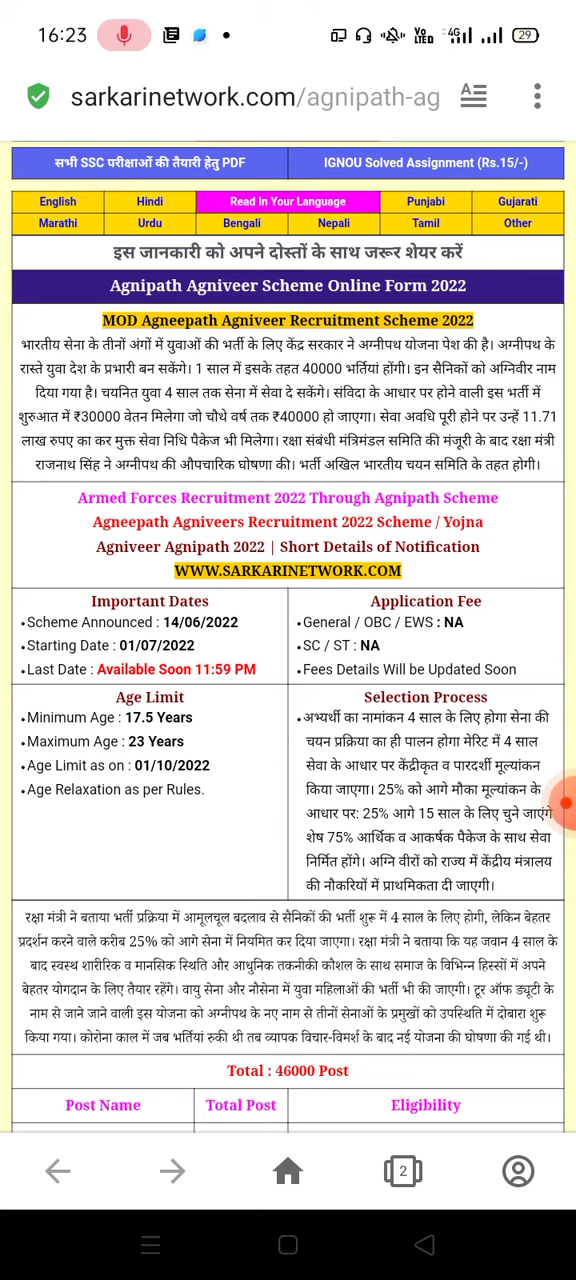 16:23
Vo LTED
4G
29
sarkarinetwork.com/agnipath-ag
सभी SSC परीक्षाओं की तैयारी हेतु PDF
IGNOU Solved Assignment (Rs.15/-)
English Hindi Read In Your Language Punjabi Gujarati
Marathi Urdu Bengali Nepali Tamil Other
इस जानकारी को अपने दोस्तों के साथ जरूर शेयर करें
Agnipath Agniveer Scheme Online Form 2022
MOD Agneepath Agniveer Recruitment Scheme 2022
भारतीय सेना के तीनों अंगों में युवाओं की भर्ती के लिए केंद्र सरकार ने अग्नीपथ योजना पेश की है। अग्नीपथ के
रास्ते युवा देश के प्रभारी बन सकेंगे। 1 साल में इसके तहत 40000 भर्तियां होंगी। इन सैनिकों को अग्निवीर नाम
दिया गया है। चयनित युवा 4 साल तक सेना में सेवा दे सकेंगे। संविदा के आधार पर होने वाली इस भर्ती में
शुरुआत में ₹30000 वेतन मिलेगा जो चौथे वर्ष तक ₹40000 हो जाएगा। सेवा अवधि पूरी होने पर उन्हें 11.71
लाख रुपए का कर मुक्त सेवा निधि पैकेज भी मिलेगा। रक्षा संबंधी मंत्रिमंडल समिति की मंजूरी के बाद रक्षा मंत्री
राजनाथ सिंह ने अग्नीपथ की औपचारिक घोषणा की। भर्ती अखिल भारतीय चयन समिति के तहत होगी।
Armed Forces Recruitment 2022 Through Agnipath Scheme
Agneepath Agniveers Recruitment 2022 Scheme / Yojna
Agniveer Agnipath 2022 | Short Details of Notification
WWW.SARKARINETWORK.COM
Important Dates
• Scheme Announced : 14/06/2022
• Starting Date : 01/07/2022
• Last Date : Available Soon 11:59 PM
Application Fee
• General / OBC / EWS : NA
• SC / ST : NA
• Fees Details Will be Updated Soon
Age Limit
• Minimum Age : 17.5 Years
• Maximum Age : 23 Years
• Age Limit as on : 01/10/2022
• Age Relaxation as per Rules.
Selection Process
• अभ्यर्थी का नामांकन 4 साल के लिए होगा सेना की
चयन प्रक्रिया का ही पालन होगा मेरिट में 4 साल
सेवा के आधार पर केंद्रीकृत व पारदर्शी मूल्यांकन
किया जाएगा। 25% को आगे मौका मूल्यांकन के
आधार पर: 25% आगे 15 साल के लिए चुने जाएंगे
शेष 75% आर्थिक व आकर्षक पैकेज के साथ सेवा
निर्मित होंगे। अग्नि वीरों को राज्य में केंद्रीय मंत्रालय
की नौकरियों में प्राथमिकता दी जाएगी।
रक्षा मंत्री ने बताया भर्ती प्रक्रिया में आमूलचूल बदलाव से सैनिकों की भर्ती शुरू में 4 साल के लिए होगी, लेकिन बेहतर
प्रदर्शन करने वाले करीब 25% को आगे सेना में नियमित कर दिया जाएगा। रक्षा मंत्री ने बताया कि यह जवान 4 साल के
बाद स्वस्थ शारीरिक व मानसिक स्थिति और आधुनिक तकनीकी कौशल के साथ समाज के विभिन्न हिस्सों में अपने
बेहतर योगदान के लिए तैयार रहेंगे। वायु सेना और नौसेना में युवा महिलाओं की भर्ती भी की जाएगी। टूर ऑफ ड्यूटी के
नाम से जाने जाने वाली इस योजना को अग्नीपथ के नए नाम से तीनों सेनाओं के प्रमुखों को उपस्थिति में दोबारा शुरू
किया गया। कोरोना काल में जब भर्तियां रुकी थी तब व्यापक विचार-विमर्श के बाद नई योजना की घोषणा की गई थी।
Total : 46000 Post
Post Name Total Post Eligibility
2